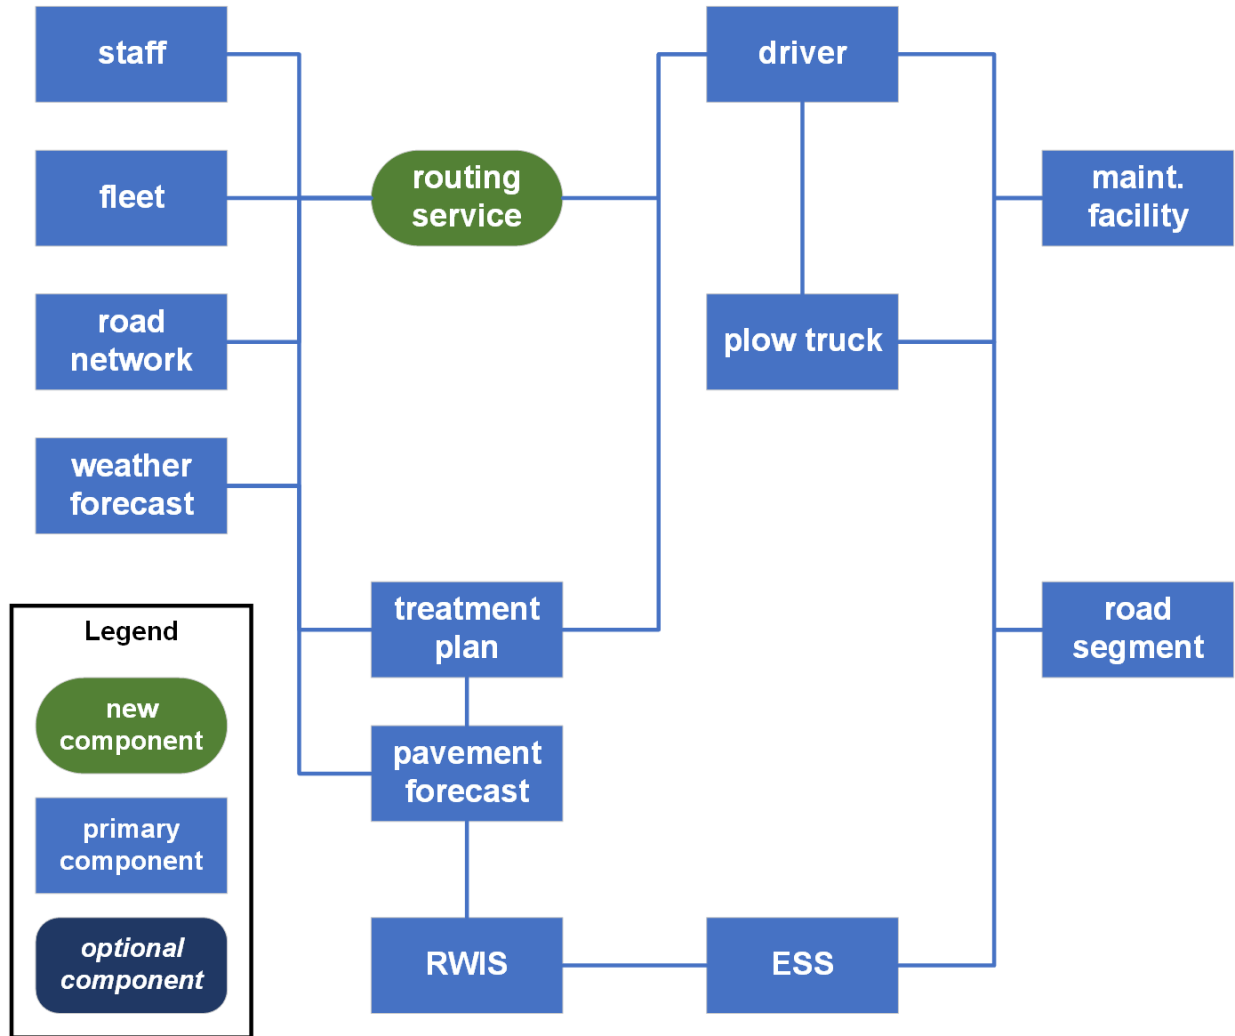 staff
driver
fleet
routing
service
maint.
facility
road
network
plow truck
weather
forecast
treatment
plan
road
segment
pavement
forecast
RWIS
ESS
Legend
new
component
primary
component
optional
component